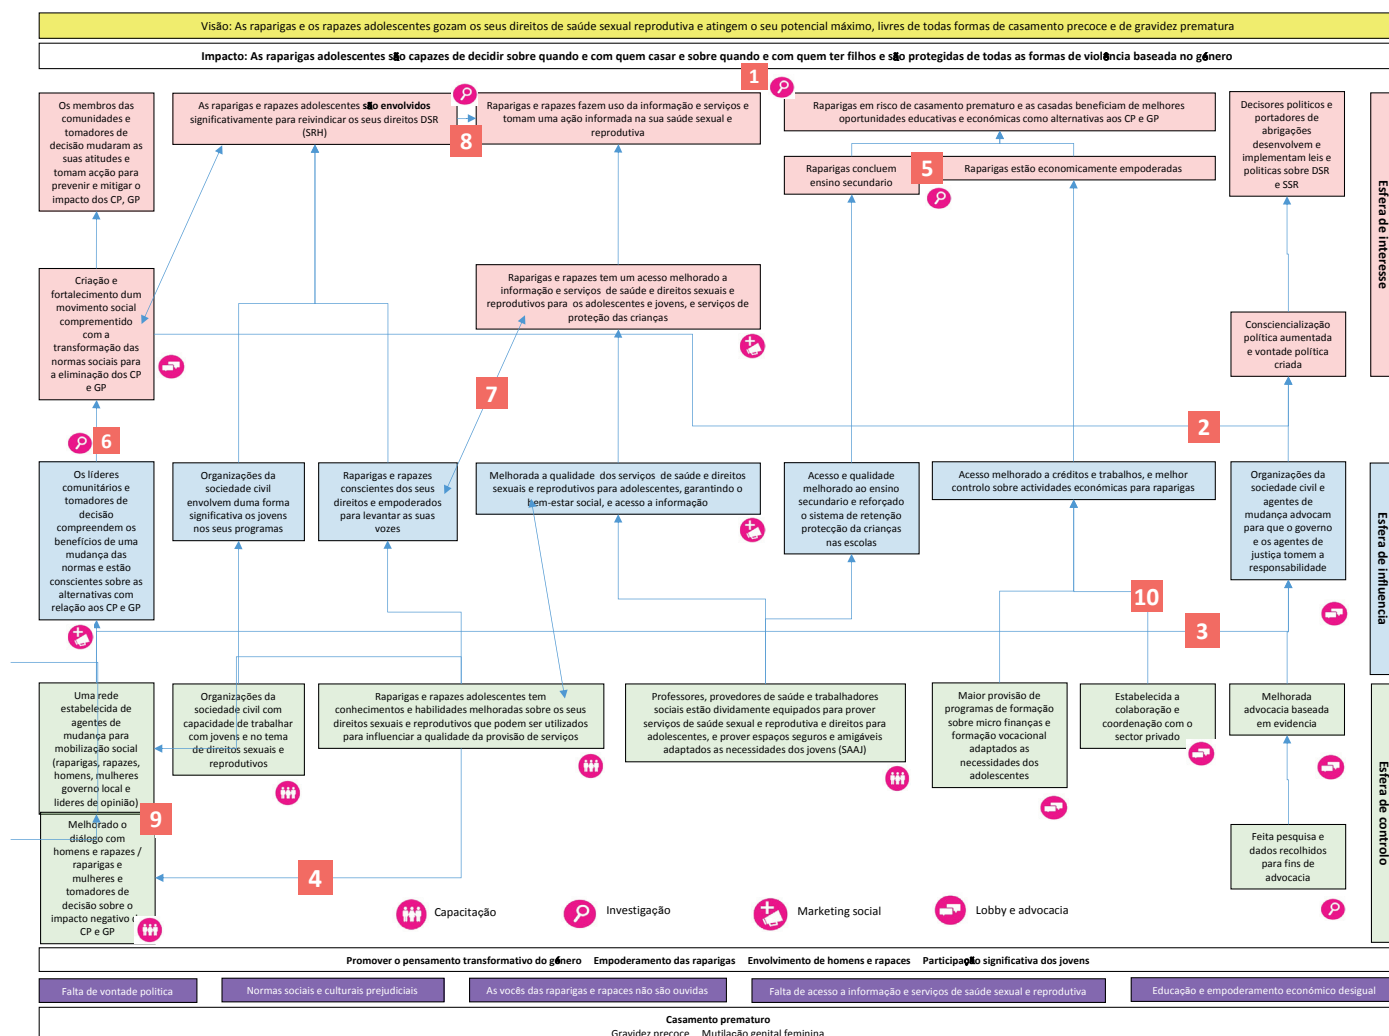 Visão: As raparigas e os rapazes adolescentes gozam os seus direitos de saúde sexual reprodutiva e atingem o seu potencial máximo, livres de todas formas de casamento precoce e de gravidez prematura
Impacto: As raparigas adolescentes são capazes de decidir sobre quando e com quem casar e sobre quando e com quem ter filhos e são protegidas de todas as formas de violência baseada no género
1
Os membros das
comunidades e
tomadores de
decisão mudaram as
suas atitudes e
tomam acção para
prevenir e mitigar o
impacto dos CP, GP
As raparigas e rapazes adolescentes são envolvidos
significativamente para reivindicar os seus direitos DSR
(SRH)
8
Raparigas e rapazes fazem uso da informação e serviços e
tomam uma ação informada na sua saúde sexual e
reprodutiva
Raparigas em risco de casamento prematuro e as casadas beneficiam de melhores
oportunidades educativas e económicas como alternativas aos CP e GP
Raparigas concluem
ensino secundario
5
Raparigas estão economicamente empoderadas
Decisores politicos e
portadores de
abrigações
desenvolvem e
implementam leis e
politicas sobre DSR
e SSR
Esfera de interesse
Criação e
fortalecimento dum
movimento social
comprementido
com a
transformação das
normas sociais para
a eliminação dos CP
e GP
Raparigas e rapazes tem um acesso melhorado a
informação e serviços de saúde e direitos sexuais e
reprodutivos para os adolescentes e jovens, e serviços de
proteção das crianças
Consciencialização
política aumentada
e vontade política
criada
7
2
6
Os líderes
comunitários e
tomadores de
decisão
compreendem os
benefícios de uma
mudança das
normas e estão
conscientes sobre as
alternativas com
relação aos CP e GP
Organizações da
sociedade civil
envolvem duma forma
significativa os jovens
nos seus programas
Raparigas e rapazes
conscientes dos seus
direitos e empoderados
para levantar as suas
vozes
Melhorada a qualidade dos serviços de saúde e direitos
sexuais e reprodutivos para adolescentes, garantindo o
bem-estar social, e acesso a informação
Acesso e qualidade
melhorado ao ensino
secundario e reforçado
o sistema de retenção
protecção da crianças
nas escolas
Acesso melhorado a créditos e trabalhos, e melhor
controlo sobre actividades económicas para raparigas
Organizações da
sociedade civil e
agentes de
mudança advocam
para que o governo
e os agentes de
justiça tomem a
responsabilidade
Esfera de influencia
10
3
Uma rede
estabelecida de
agentes de
mudança para
mobilização social
(raparigas, rapazes,
homens, mulheres
governo local e
lideres de opinião)
Organizações da
sociedade civil com
capacidade de trabalhar
com jovens e no tema
de direitos sexuais e
reprodutivos
Raparigas e rapazes adolescentes tem
conhecimentos e habilidades melhoradas sobre os seus
direitos sexuais e reprodutivos que podem ser utilizados
para influenciar a qualidade da provisão de serviços
Professores, provedores de saúde e trabalhadores
sociais estão dividamente equipados para prover
serviços de saúde sexual e reprodutiva e direitos para
adolescentes, e prover espaços seguros e amigáveis
adaptados as necesidades dos jovens (SAAJ)
Maior provisão de
programas de formação
sobre micro finanças e
formação vocacional
adaptados as
necesidades dos
adolescentes
Estabelecida a
colaboração e
coordenação com o
sector privado
Melhorada
advocacia baseada
em evidencia
Esfera de controlo
9
Melhorado o
diálogo com
homens e rapazes /
raparigas e
mulheres e
tomadores de
decisão sobre o
impacto negativo
CP e GP
4
Feita pesquisa e
dados recolhidos
para fins de
advocacia
Capacitação
Investigação
Marketing social
Lobby e advocacia
Promover o pensamento transformativo do género Empoderamento das raparigas Envolvimento de homens e rapaces Participação significativa dos jovens
Falta de vontade politica
Normas sociais e culturais prejudiciais
As vocês das raparigas e rapaces não são ouvidas
Falta de acesso a informação e serviços de saúde sexual e reprodutiva
Educação e empoderamento económico desigual
Casamento prematuro
Gravidez precoce Mutilação genital feminina